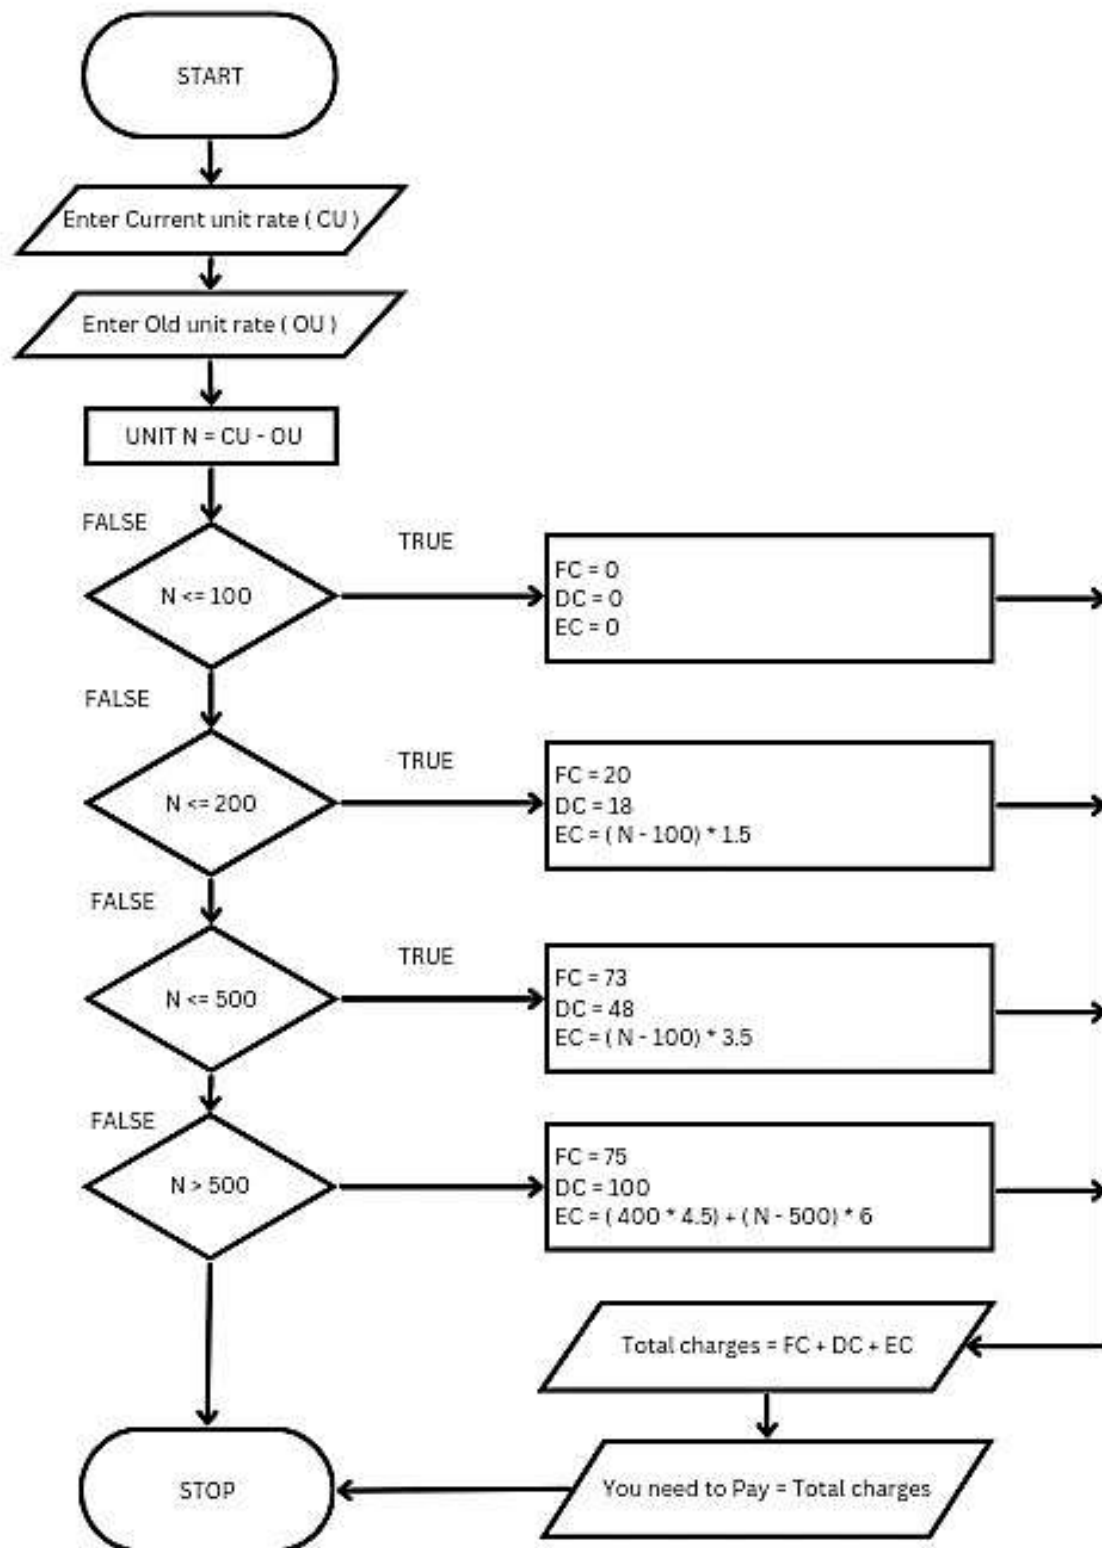 START
Enter Current unit rate ( CU )
Enter Old unit rate ( OU )
UNIT N = CU - OU
FALSE
TRUE
N <= 100
FC = 0
DC = 0
EC = 0
FALSE
TRUE
N <= 200
FC = 20
DC = 18
EC = ( N - 100) * 1.5
FALSE
TRUE
N <= 500
FC = 73
DC = 48
EC = ( N - 100) * 3.5
FALSE
N > 500
FC = 75
DC = 100
EC = ( 400 * 4.5) + ( N - 500) * 6
Total charges = FC + DC + EC
You need to Pay = Total charges
STOP